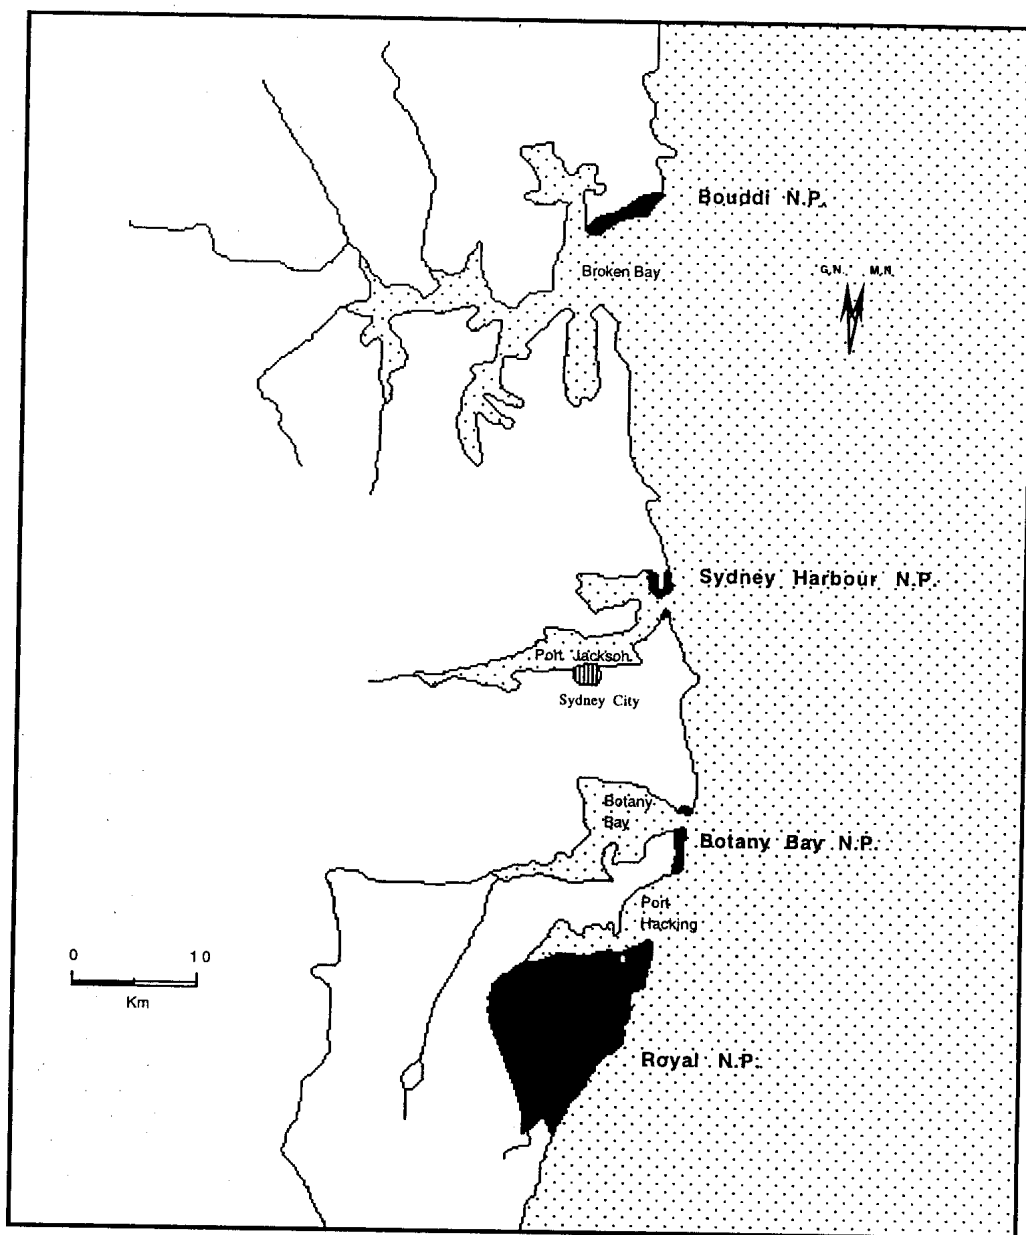 Bouddi N.P.
Broken Bay
G.N. M.N.
Sydney Harbour N.P.
Port Jackson
Sydney City
Botany
Bay
Botany Bay N.P.
Port
Hacking
0 10
Km
Royal N.P.